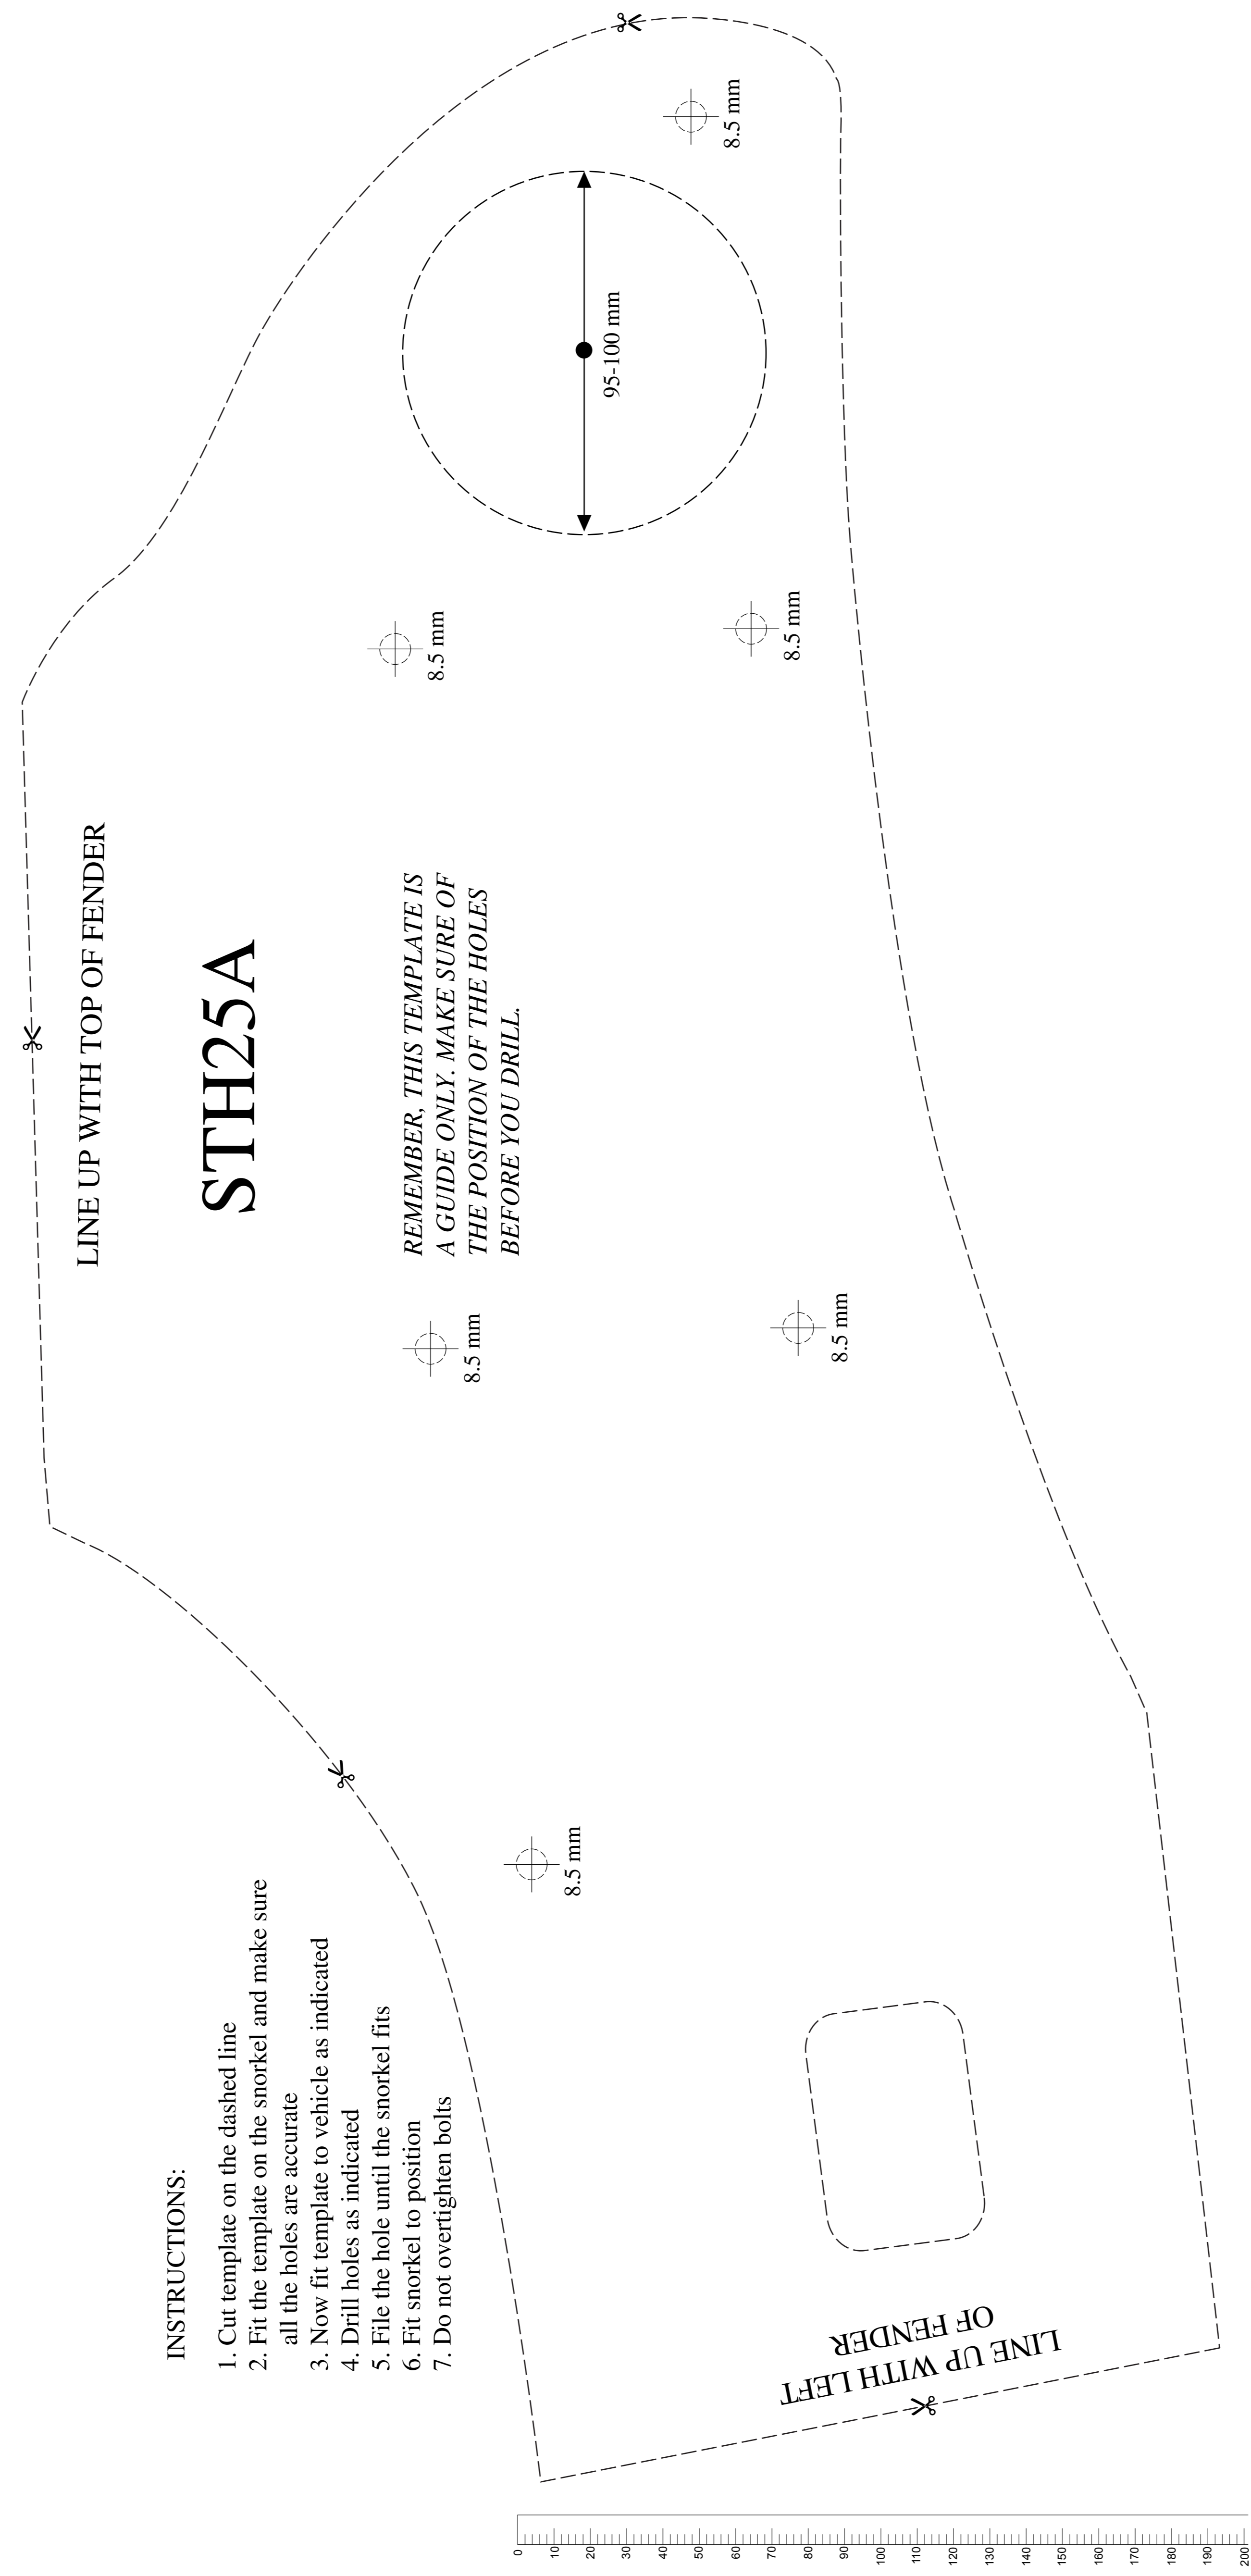 INSTRUCTIONS:
1. Cut template on the dashed line
2. Fit the template on the snorkel and make sure
all the holes are accurate
3. Now fit template to vehicle as indicated
4. Drill holes as indicated
5. File the hole until the snorkel fits
6. Fit snorkel to position
7. Do not overtighten bolts
LINE UP WITH TOP OF FENDER
STH25A
REMEMBER, THIS TEMPLATE IS
A GUIDE ONLY. MAKE SURE OF
THE POSITION OF THE HOLES
BEFORE YOU DRILL.
8.5 mm
8.5 mm
8.5 mm
8.5 mm
8.5 mm
8.5 mm
95-100 mm
LINE UP WITH LEFT
OF FENDER
0
10
20
30
40
50
60
70
80
90
100
110
120
130
140
150
160
170
180
190
200